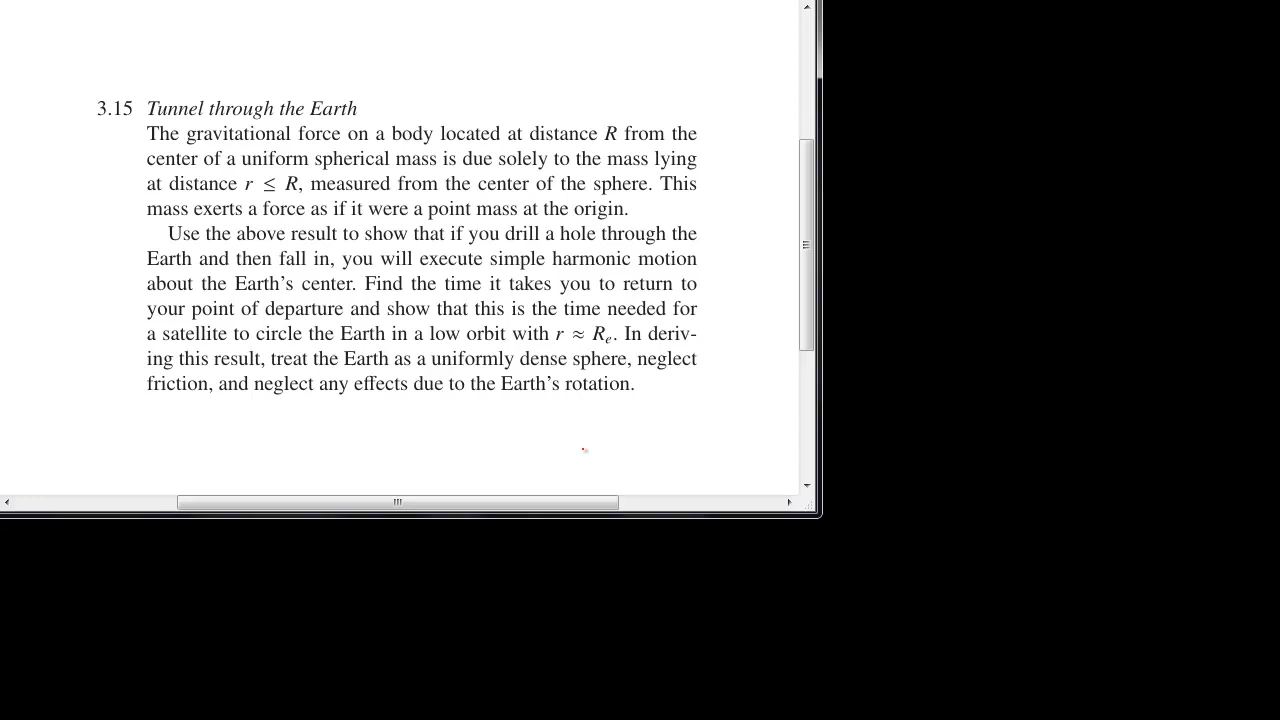 3.15 Tunnel through the Earth
The gravitational force on a body located at distance R from the
center of a uniform spherical mass is due solely to the mass lying
at distance r ≤ R, measured from the center of the sphere. This
mass exerts a force as if it were a point mass at the origin.
Use the above result to show that if you drill a hole through the
Earth and then fall in, you will execute simple harmonic motion
about the Earth's center. Find the time it takes you to return to
your point of departure and show that this is the time needed for
a satellite to circle the Earth in a low orbit with r ≈ Rₑ. In deriv-
ing this result, treat the Earth as a uniformly dense sphere, neglect
friction, and neglect any effects due to the Earth's rotation.